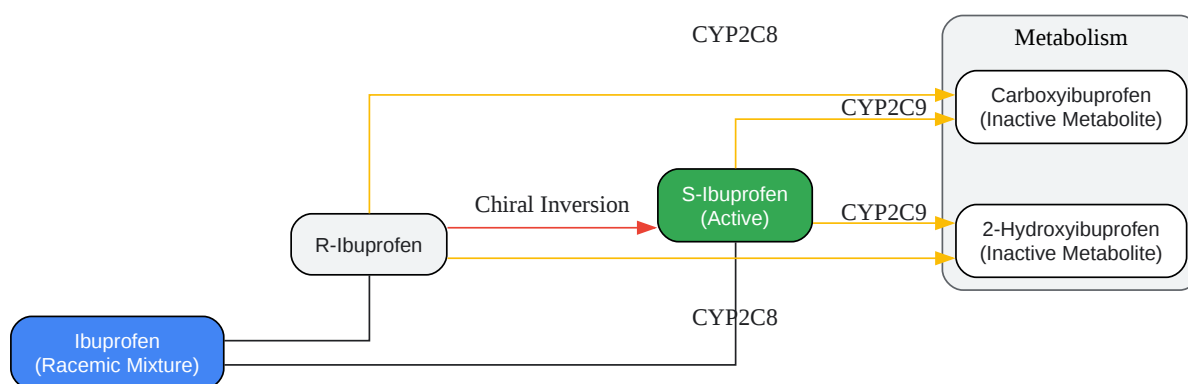 CYP2C8
Metabolism
Carboxyibuprofen
(Inactive Metabolite)
CYP2C9
S-Ibuprofen
(Active)
Chiral Inversion
CYP2C9
2-Hydroxyibuprofen
(Inactive Metabolite)
R-Ibuprofen
CYP2C8
Ibuprofen
(Racemic Mixture)